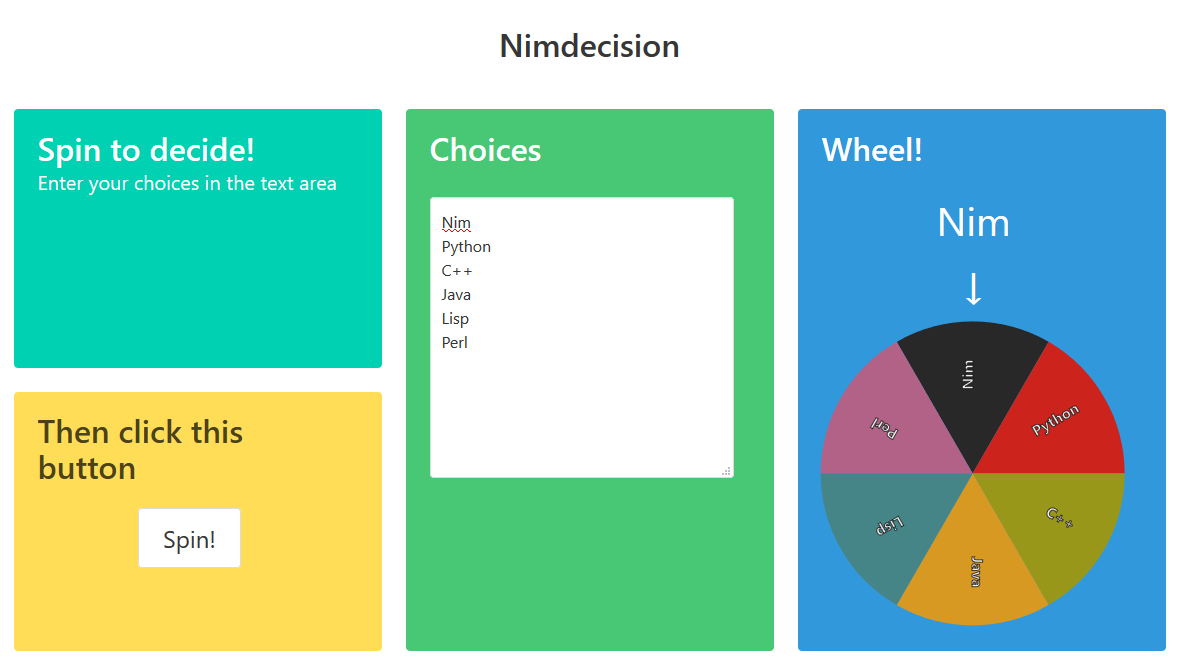 Nimdecision
Spin to decide!
Enter your choices in the text area
Then click this
button
Spin!
Choices
Nim
Python
C++
Java
Lisp
Perl
Wheel!
Nim
↓
Nim
Python
C++
Java
Lisp
Perl